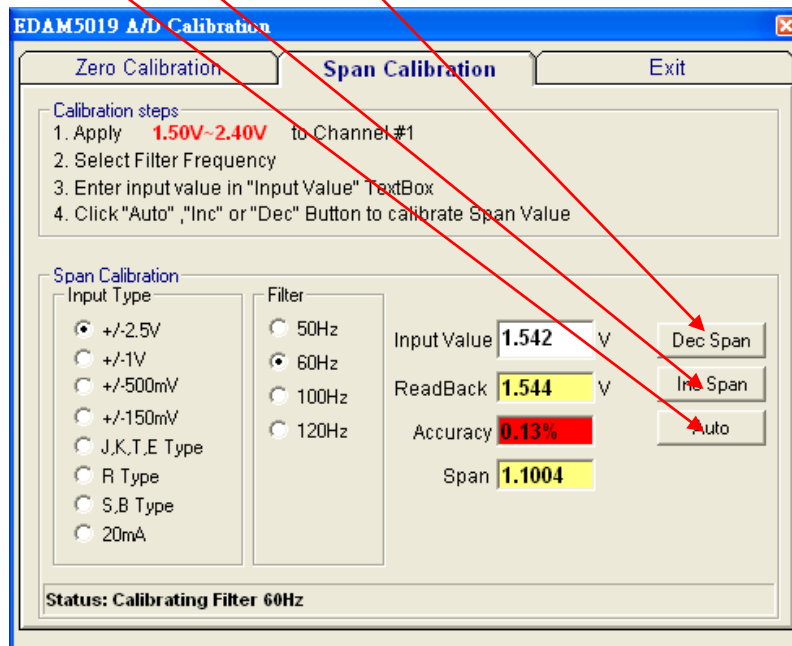 EDAM5019 A/D Calibration
Zero Calibration
Span Calibration
Exit
Calibration steps
1. Apply 1.50V~2.40V to Channel #1
2. Select Filter Frequency
3. Enter input value in "Input Value" TextBox
4. Click "Auto" ,"Inc" or "Dec" Button to calibrate Span Value
Span Calibration
Input Type
+/-2.5V
+/-1V
+/-500mV
+/-150mV
J,K,T,E Type
R Type
S,B Type
20mA
Filter
50Hz
60Hz
100Hz
120Hz
Input Value 1.542 V
ReadBack 1.544 V
Accuracy 0.13%
Span 1.1004
Dec Span
Inc Span
Auto
Status: Calibrating Filter 60Hz